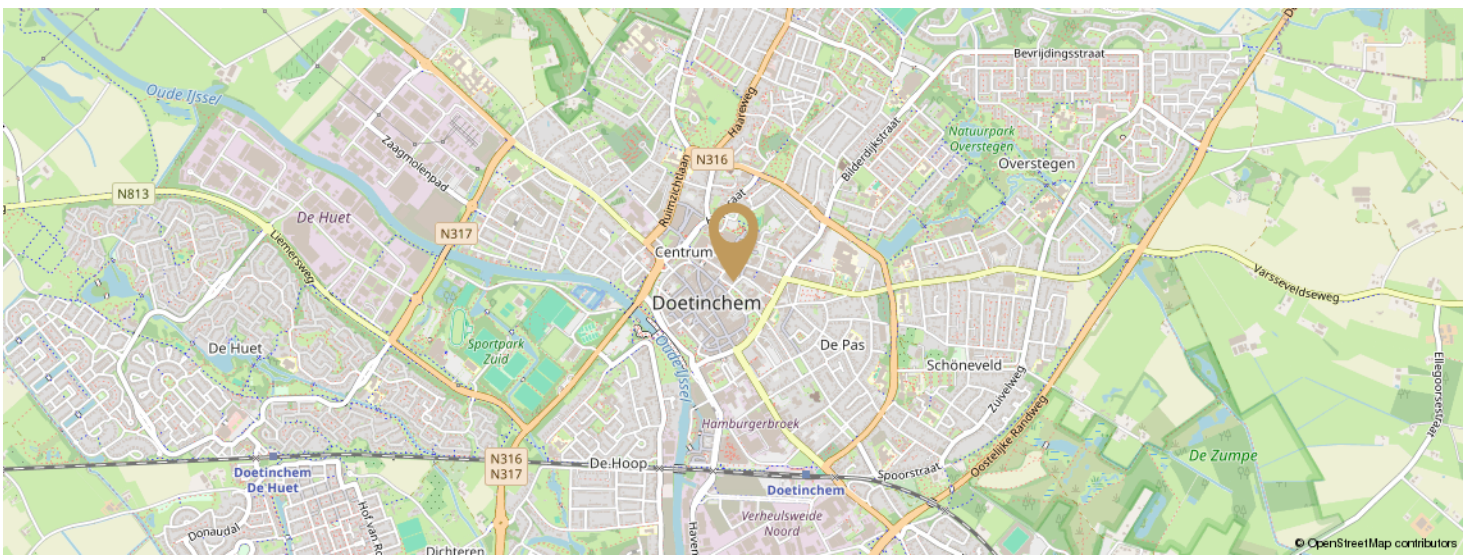 Bevrijdingsstraat
Oude IJssel
Haareweg
Zaagmolenpad
Bilderdijkstraat
Natuurpark
Overstegen
N316
Overstegen
Ruimzichtlaan
N813
De Huet
N317
Liemersweg
Centrum
Varsseveldseweg
Doetinchem
Sportpark
Zuid
De Huet
Oude IJssel
De Pas
Schöneveld
Ellegoorsestraat
Zuivelweg
Hamburgerbroek
Oostelijke Randweg
De Zumpe
N316
N317
De Hoop
Spoorstraat
Doetinchem
De Huet
Doetinchem
Verheulsweide
Noord
Donaudal
Dichteren
© OpenStreetMap contributors